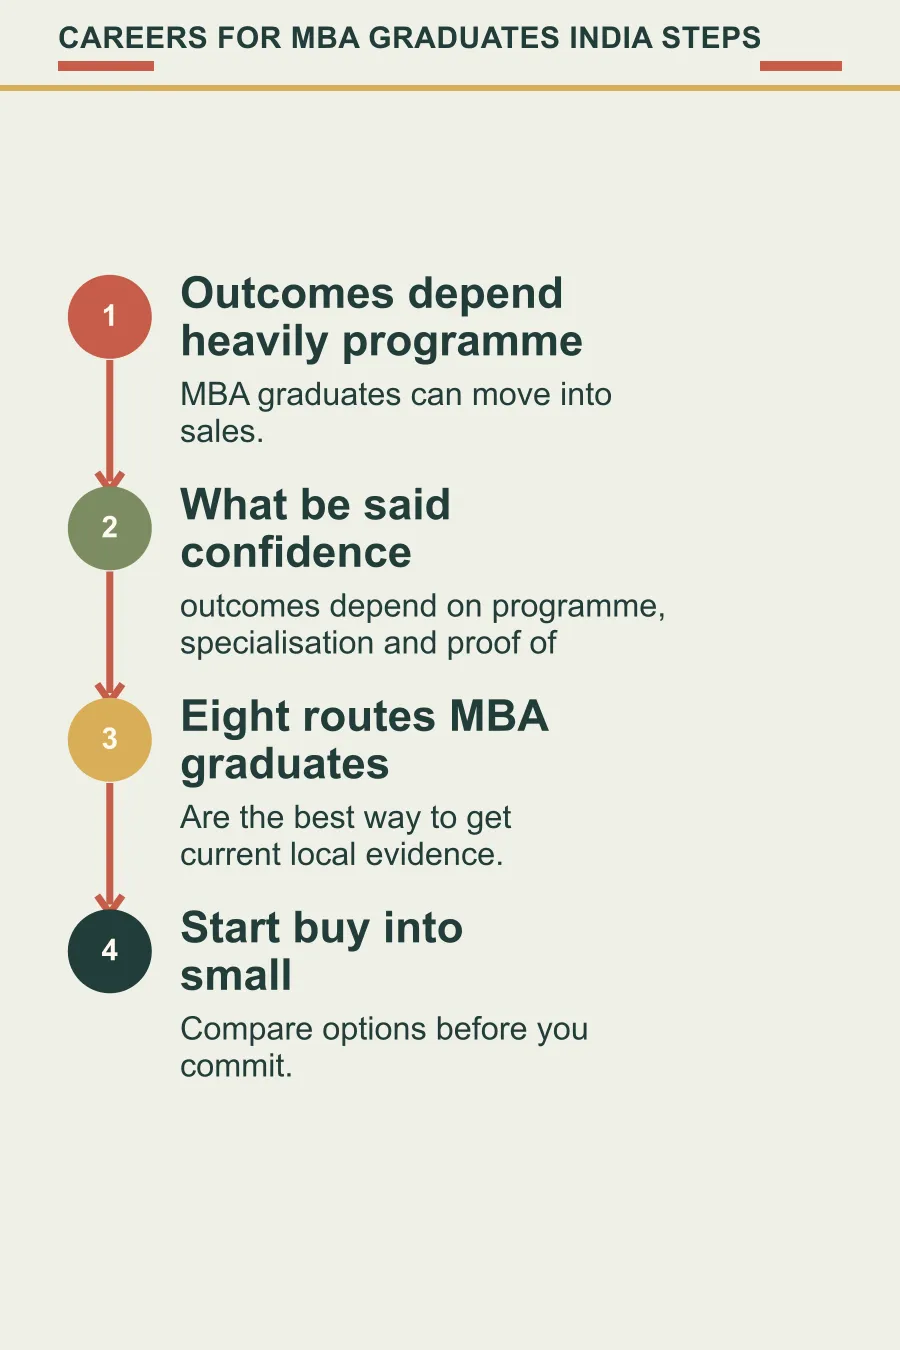 CAREERS FOR MBA GRADUATES INDIA STEPS
1
Outcomes depend
heavily programme
MBA graduates can move into
sales.
2
What be said
confidence
outcomes depend on programme,
specialisation and proof of
3
Eight routes MBA
graduates
Are the best way to get
current local evidence.
4
Start buy into
small
Compare options before you
commit.